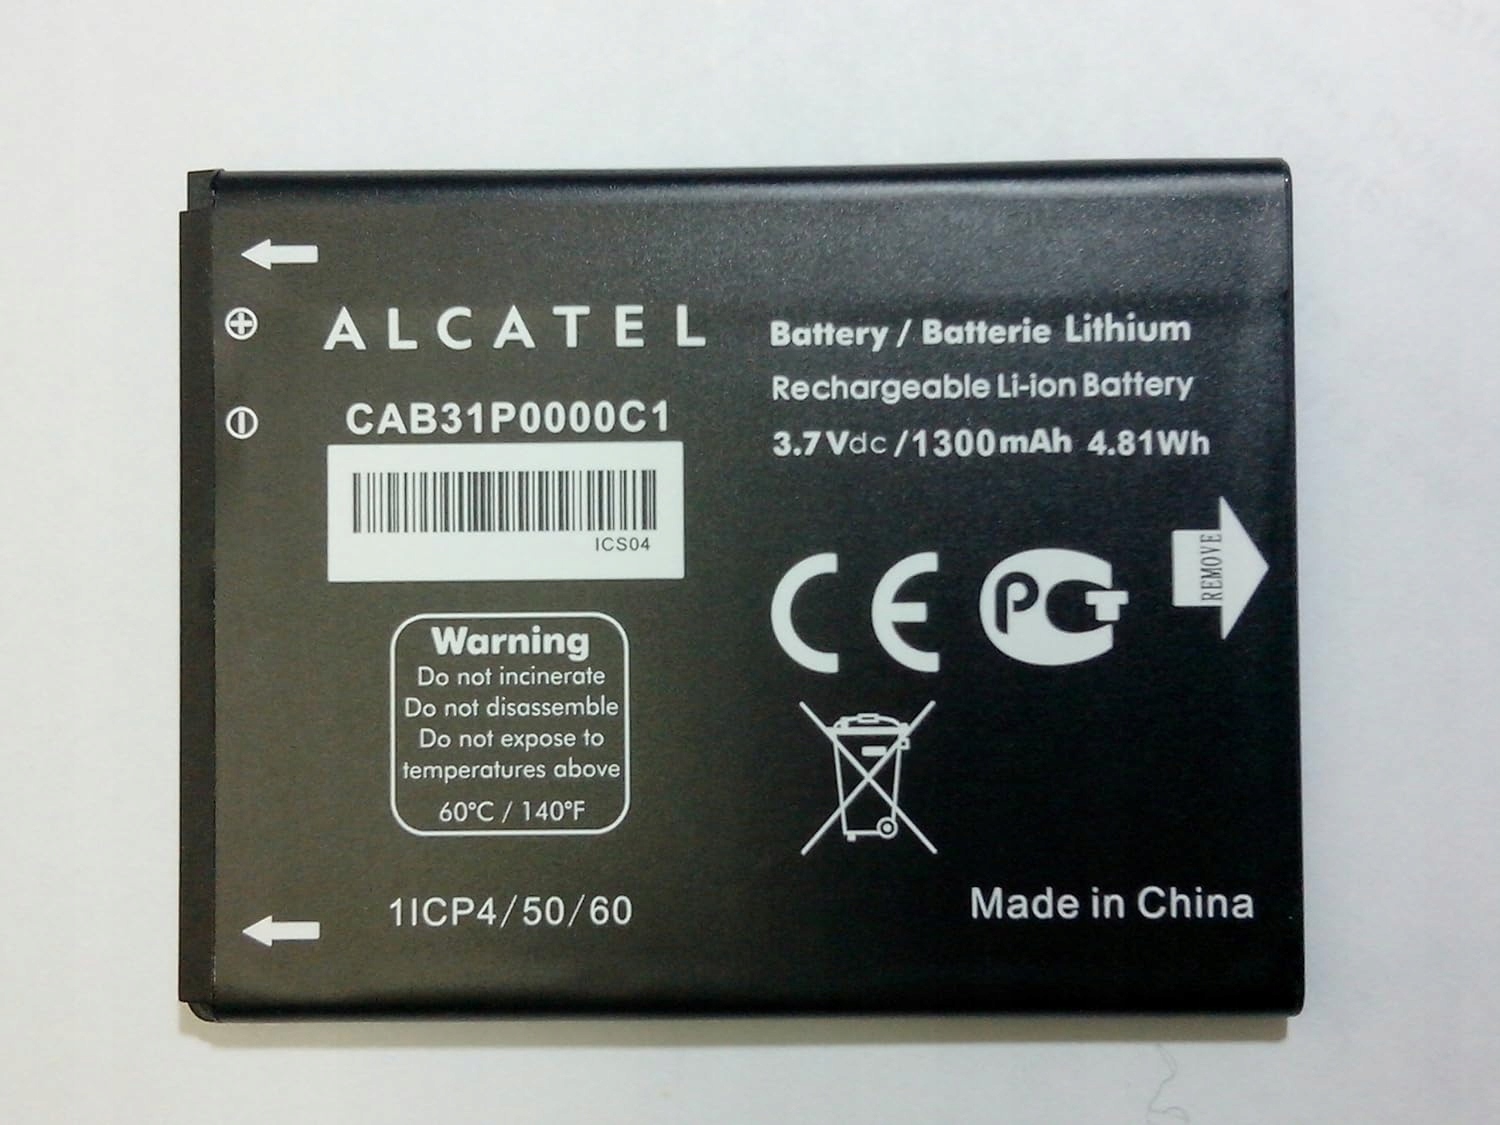 ALCATEL
CAB31P0000C1
ICS04
Warning
Do not incinerate
Do not disassemble
Do not expose to
temperatures above
60°C / 140°F
1ICP4/50/60
Battery / Batterie Lithium
Rechargeable Li-ion Battery
3.7Vdc/1300mAh 4.81Wh
CE PCT
REMOVE
Made in China